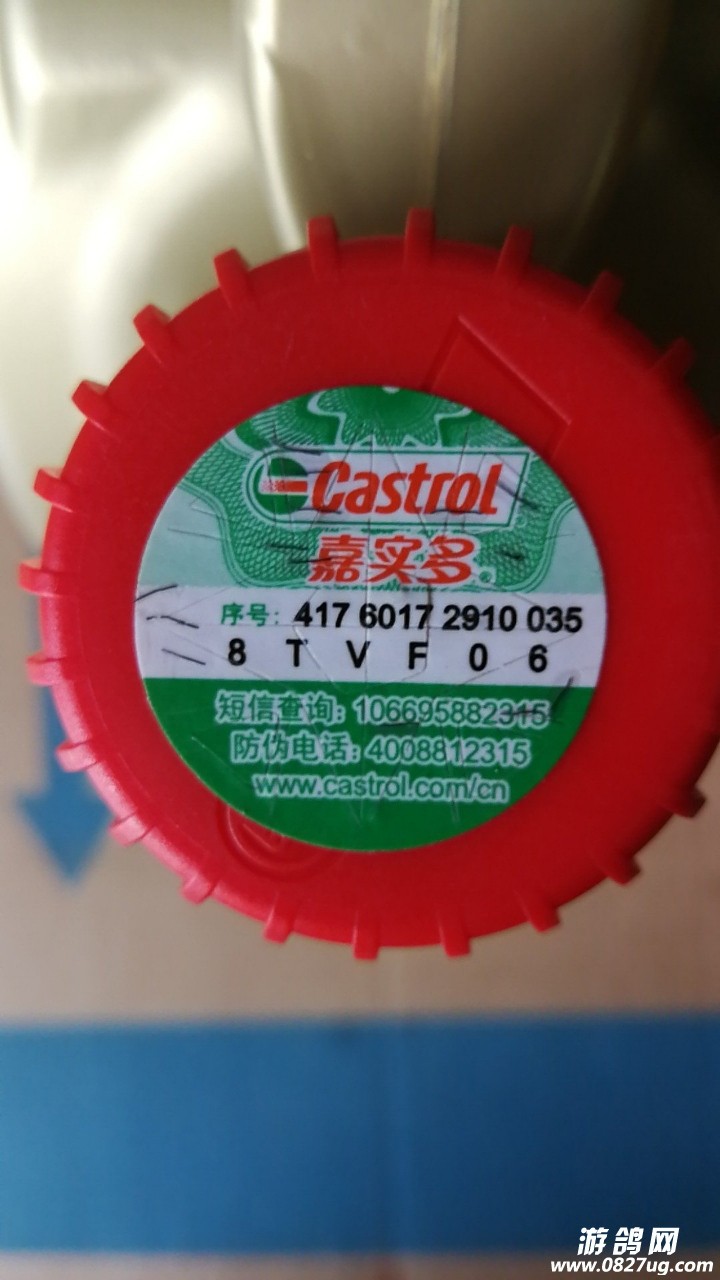 Castrol
嘉实多®
序号: 417 6017 2910 035
8 T V F 0 6
短信查询: 106695882315
防伪电话: 4008812315
www.castrol.com/cn
游鸽网
www.0827ug.com